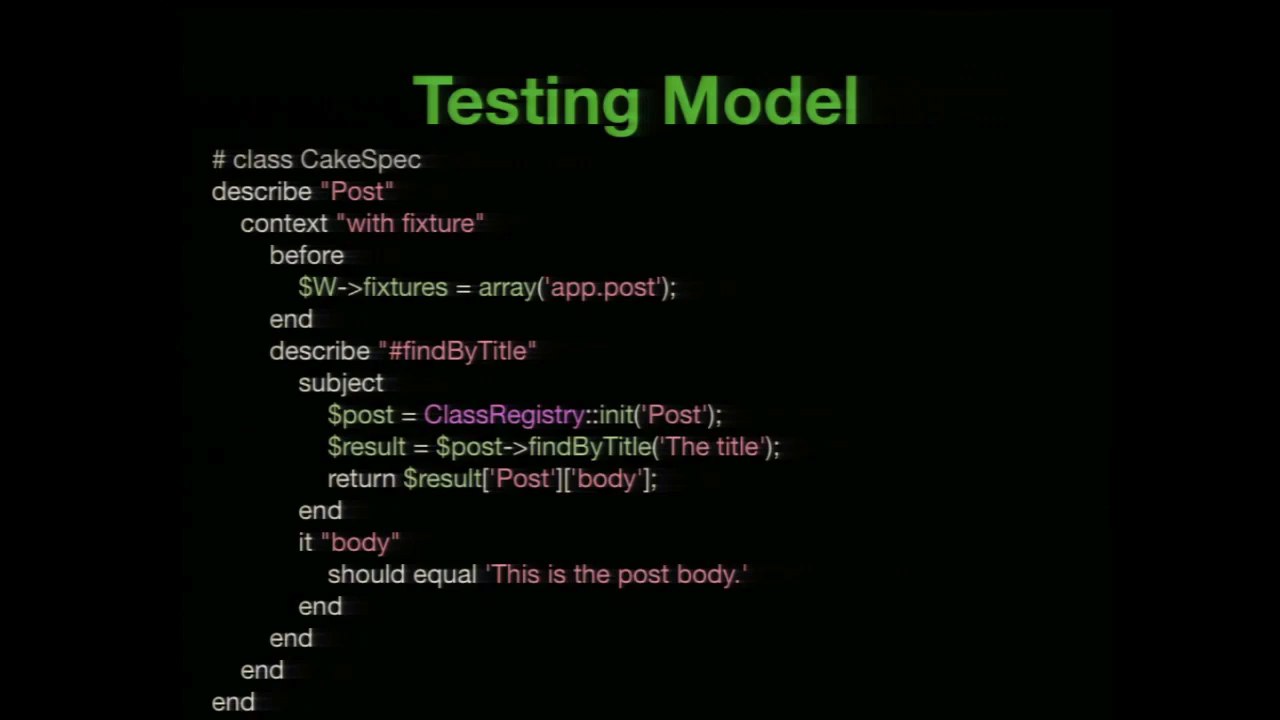 Testing Model
# class CakeSpec
describe "Post"
context "with fixture"
before
$W->fixtures = array('app.post');
end
describe "#findByTitle"
subject
$post = ClassRegistry::init('Post');
$result = $post->findByTitle('The title');
return $result['Post']['body'];
end
it "body"
should equal 'This is the post body.'
end
end
end
end